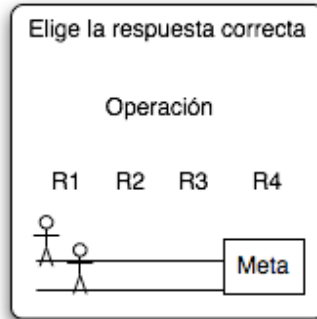 Elige la respuesta correcta
Operación
R1 R2 R3 R4
Meta